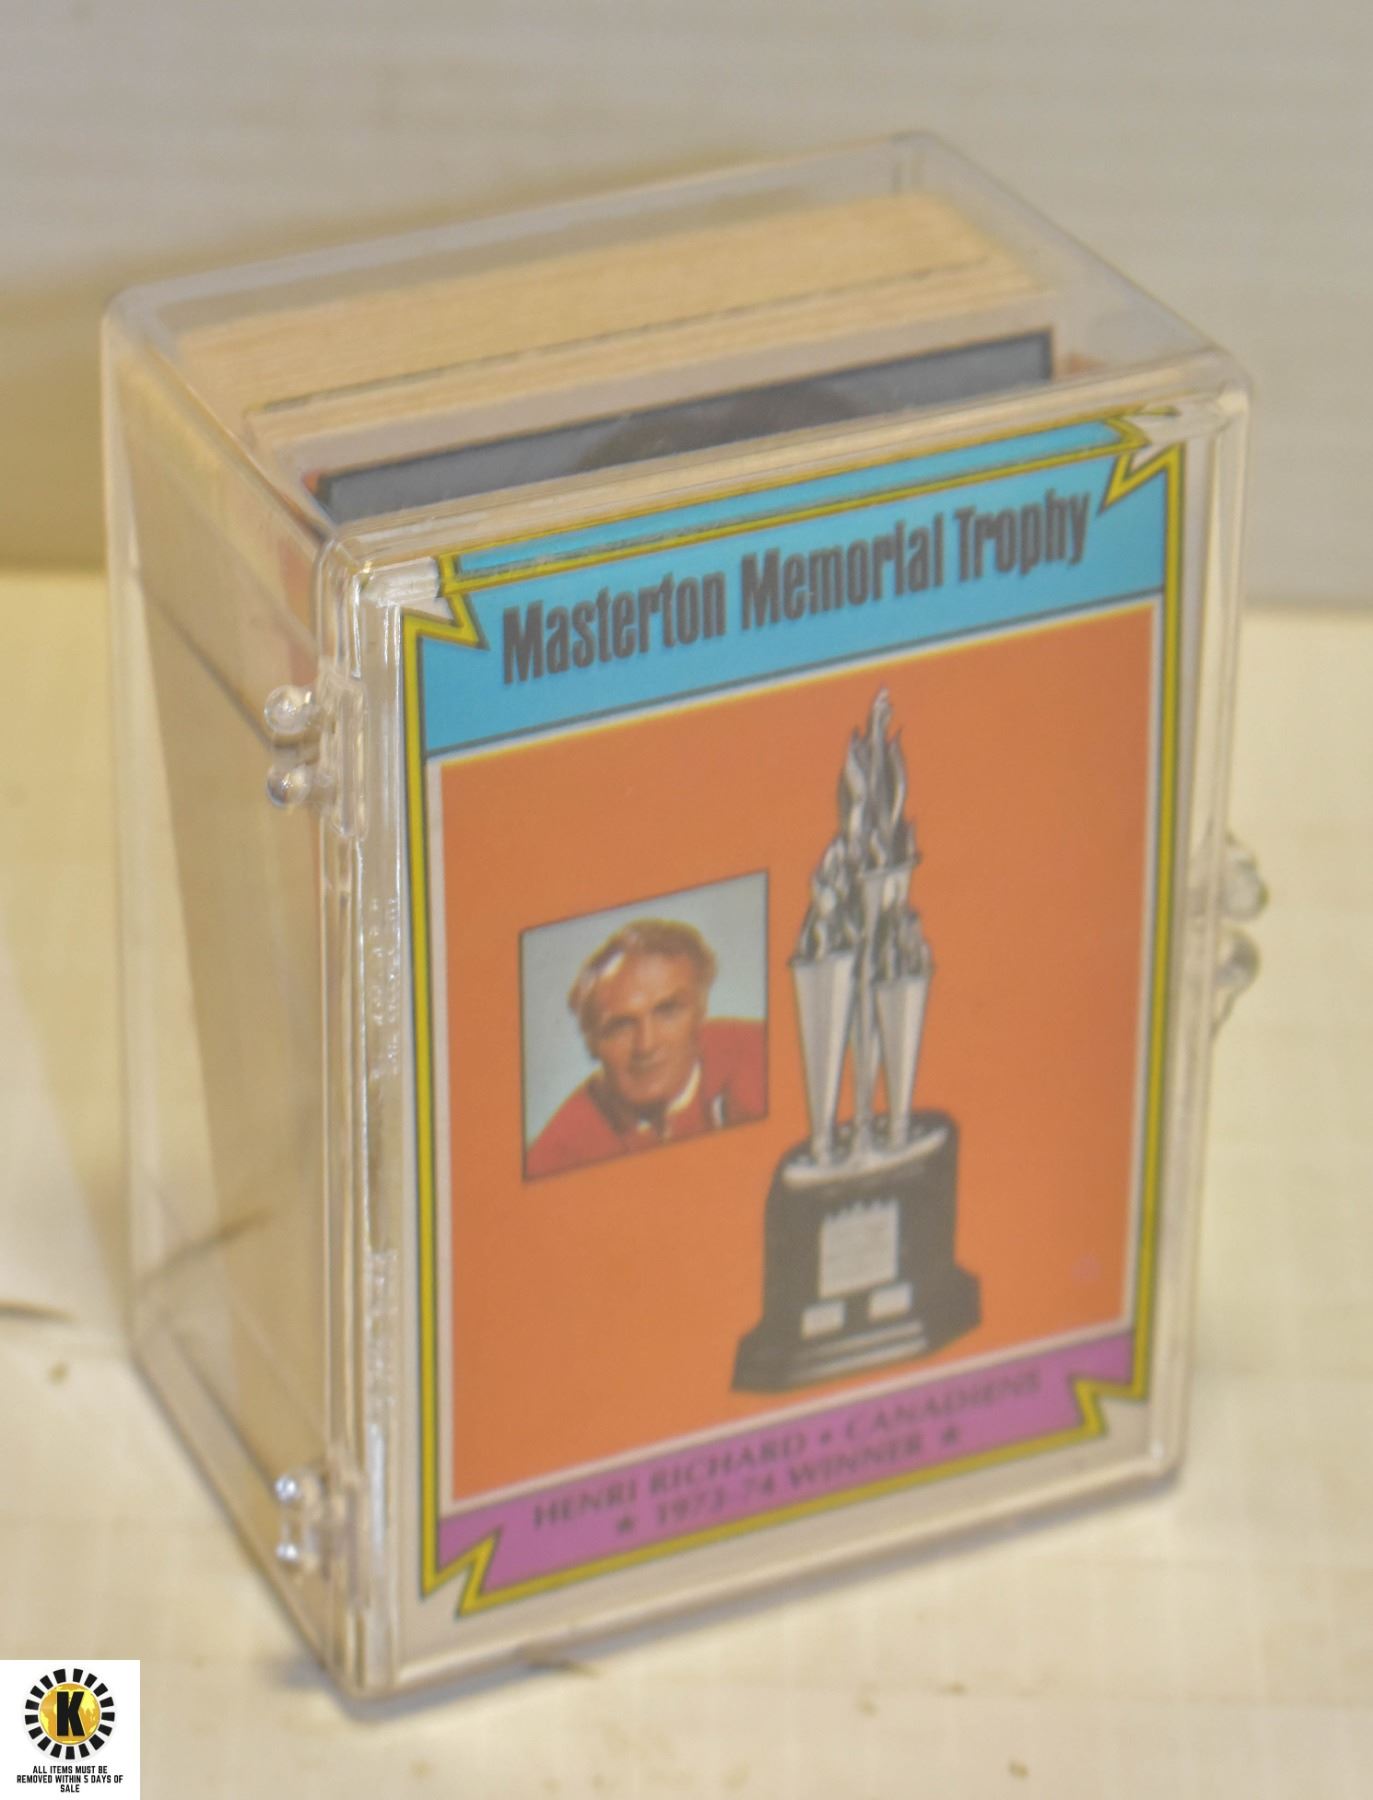 Masterton Memorial Trophy
HENRI RICHARD • CANADIENS
★ 1973-74 WINNER ★
K
ALL ITEMS MUST BE
REMOVED WITHIN 5 DAYS OF
SALE